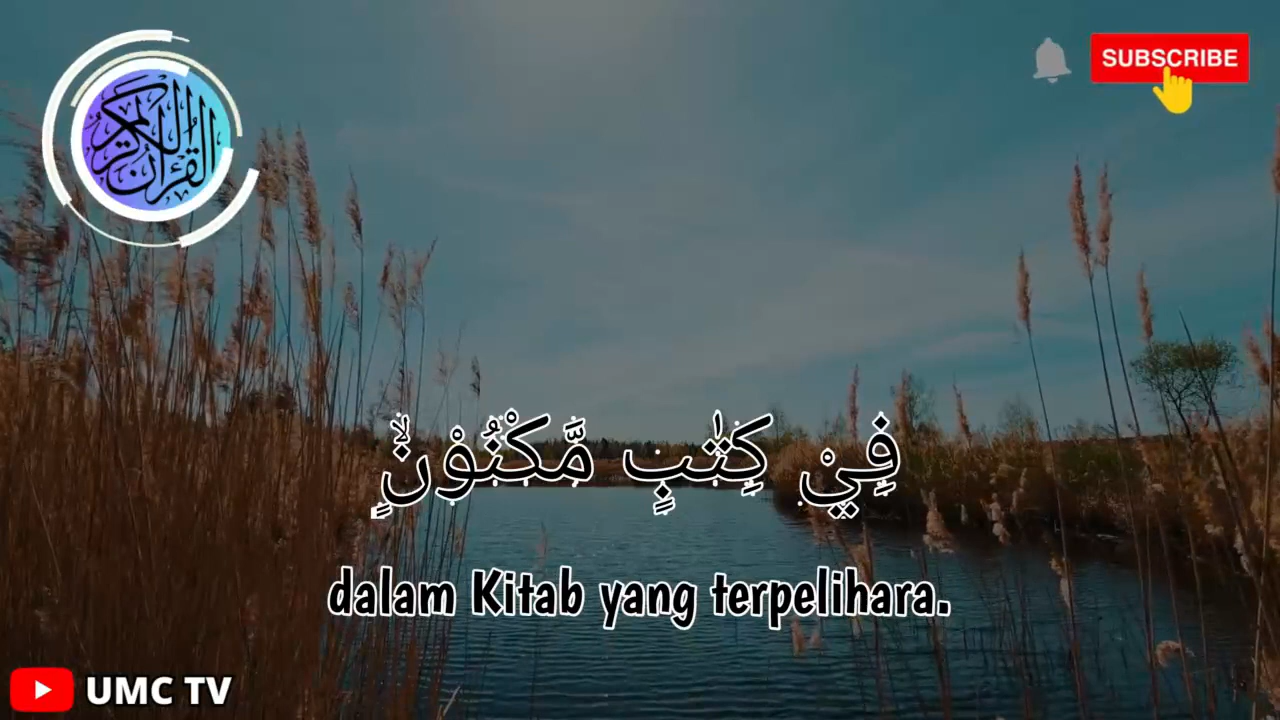 القرآن الكريم
SUBSCRIBE
فِيْ كِتٰبٍ مَّكْنُوْنٍۙ
dalam Kitab yang terpelihara.
UMC TV